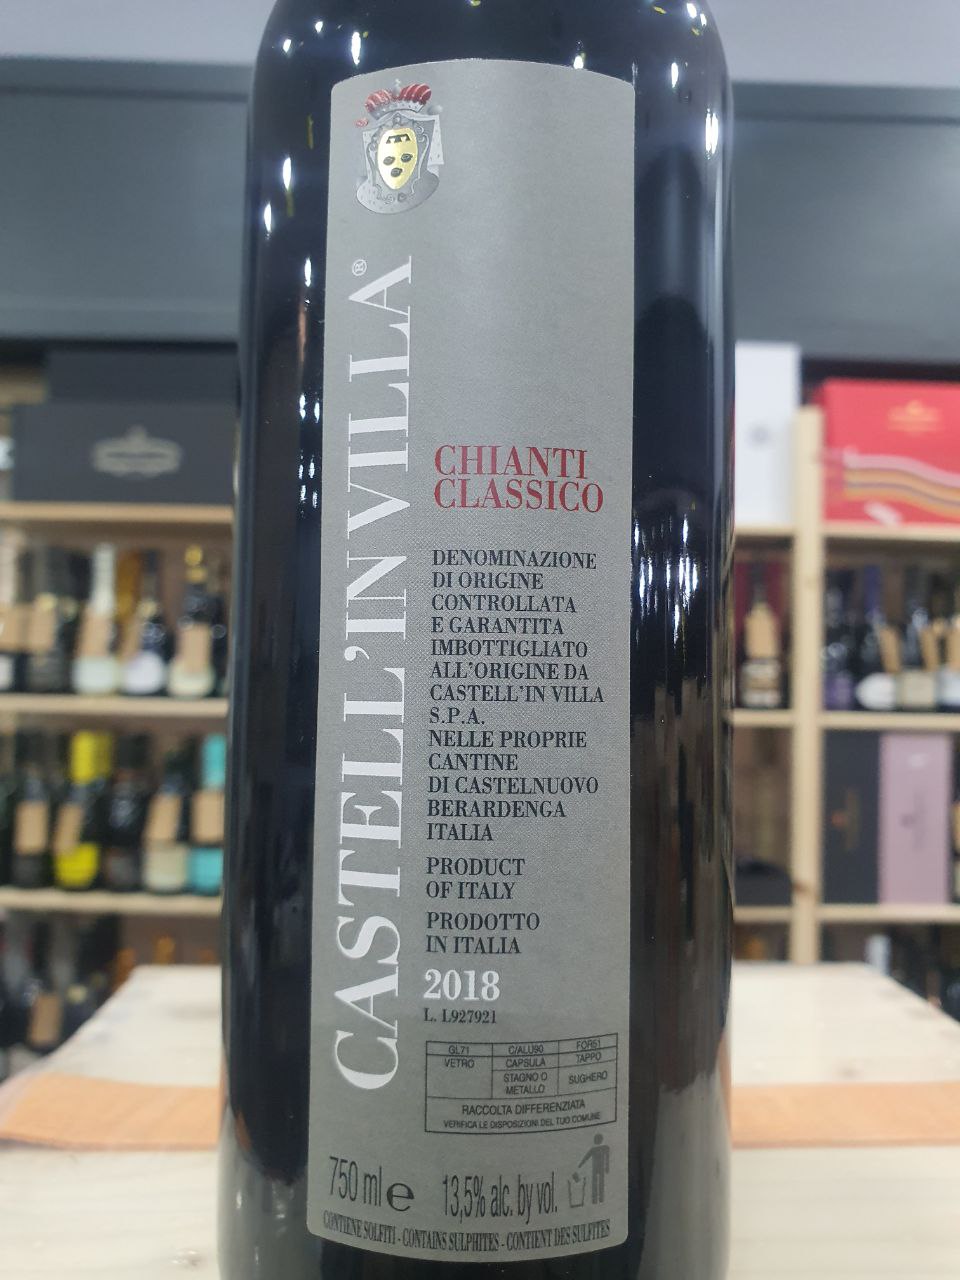 CASTELL'IN VILLA®
CHIANTI
CLASSICO
DENOMINAZIONE
DI ORIGINE
CONTROLLATA
E GARANTITA
IMBOTTIGLIATO
ALL'ORIGINE DA
CASTELL'IN VILLA
S.P.A.
NELLE PROPRIE
CANTINE
DI CASTELNUOVO
BERARDENGA
ITALIA
PRODUCT
OF ITALY
PRODOTTO
IN ITALIA
2018
L. L927921
GL71 C/ALU90 FOR51
VETRO CAPSULA TAPPO
STAGNO O
METALLO SUGHERO
RACCOLTA DIFFERENZIATA
VERIFICA LE DISPOSIZIONI DEL TUO COMUNE
750 ml e 13,5% alc. by vol.
CONTIENE SOLFITI - CONTAINS SULPHITES - CONTIENT DES SULFITES